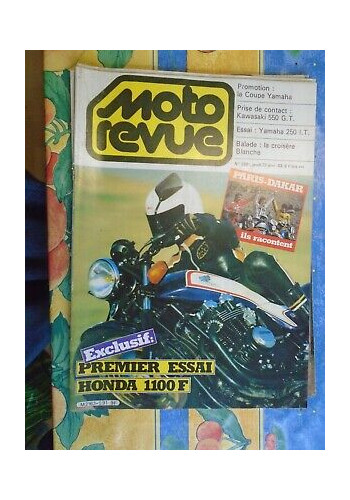 Moto
revue
Promotion :
la Coupe Yamaha
Prise de contact :
Kawasaki 550 G.T.
Essai : Yamaha 250 I.T.
Balade : la croisière
Blanche
PARIS-DAKAR
ils racontent
Exclusif:
PREMIER ESSAI
HONDA 1100 F